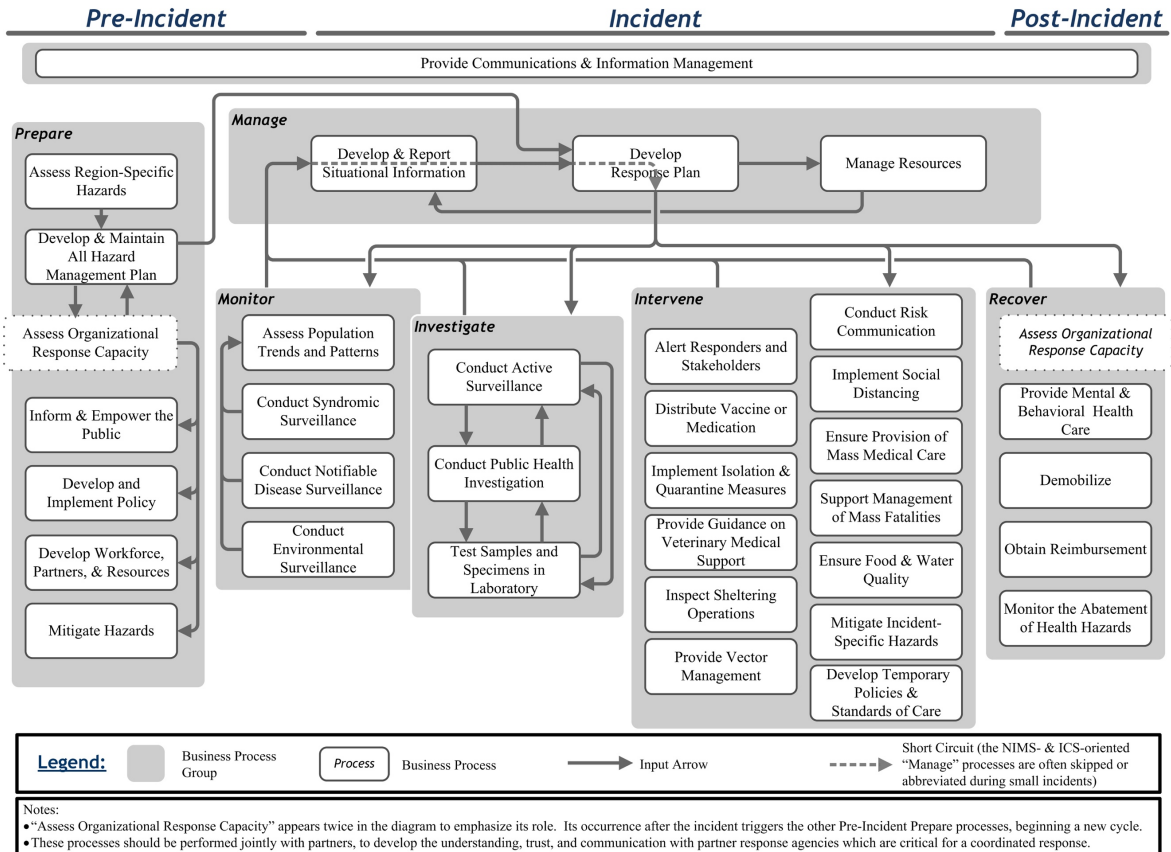 Pre-Incident
Incident
Post-Incident
Provide Communications & Information Management
Prepare
Assess Region-Specific
Hazards
Develop & Maintain
All Hazard
Management Plan
Assess Organizational
Response Capacity
Inform & Empower the
Public
Develop and
Implement Policy
Develop Workforce,
Partners, & Resources
Mitigate Hazards
Manage
Develop & Report
Situational Information
Develop
Response Plan
Manage Resources
Monitor
Assess Population
Trends and Patterns
Conduct Syndromic
Surveillance
Conduct Notifiable
Disease Surveillance
Conduct
Environmental
Surveillance
Investigate
Conduct Active
Surveillance
Conduct Public Health
Investigation
Test Samples and
Specimens in
Laboratory
Intervene
Alert Responders and
Stakeholders
Distribute Vaccine or
Medication
Implement Isolation &
Quarantine Measures
Provide Guidance on
Veterinary Medical
Support
Inspect Sheltering
Operations
Provide Vector
Management
Conduct Risk
Communication
Implement Social
Distancing
Ensure Provision of
Mass Medical Care
Support Management
of Mass Fatalities
Ensure Food & Water
Quality
Mitigate Incident-
Specific Hazards
Develop Temporary
Policies &
Standards of Care
Recover
Assess Organizational
Response Capacity
Provide Mental &
Behavioral Health
Care
Demobilize
Obtain Reimbursement
Monitor the Abatement
of Health Hazards
Legend:
Business Process
Group
Process
Business Process
Input Arrow
Short Circuit (the NIMS- & ICS-oriented
“Manage” processes are often skipped or
abbreviated during small incidents)
Notes:
•“Assess Organizational Response Capacity” appears twice in the diagram to emphasize its role. Its occurrence after the incident triggers the other Pre-Incident Prepare processes, beginning a new cycle.
•These processes should be performed jointly with partners, to develop the understanding, trust, and communication with partner response agencies which are critical for a coordinated response.